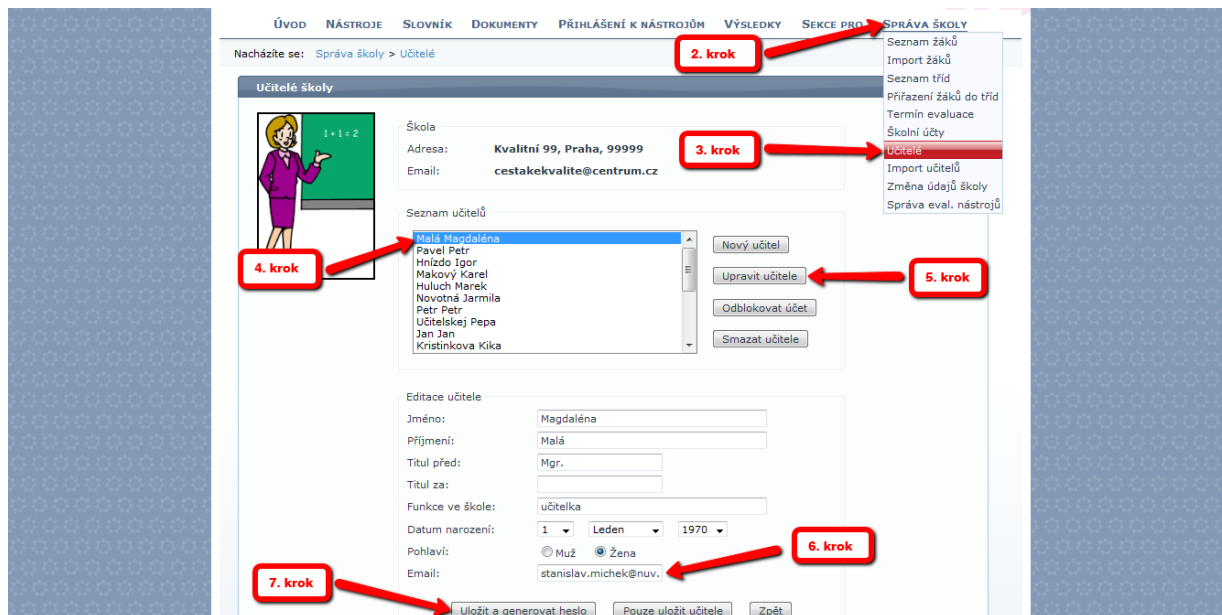 Úvod Nástroje Slovník Dokumenty Přihlášení k nástrojům Výsledky Sekce pro Správa školy
Nacházíte se: Správa školy > Učitelé
2. krok
Seznam žáků
Import žáků
Seznam tříd
Přiřazení žáků do tříd
Termín evaluace
Školní účty
Učitelé
Import učitelů
Změna údajů školy
Správa eval. nástrojů
Učitelé školy
1+1=2
Škola
Adresa: Kvalitní 99, Praha, 99999
3. krok
Email: cestakekvalite@centrum.cz
Seznam učitelů
Malá Magdaléna
Pavel Petr
Hnízdo Igor
Makový Karel
Huluch Marek
Novotná Jarmila
Petr Petr
Učitelskej Pepa
Jan Jan
Kristinkova Kika
4. krok
Nový učitel
Upravit učitele
5. krok
Odblokovat účet
Smazat učitele
Editace učitele
Jméno: Magdaléna
Příjmení: Malá
Titul před: Mgr.
Titul za:
Funkce ve škole: učitelka
Datum narození: 1 Leden 1970
Pohlaví: Muž Žena
6. krok
Email: stanislav.michek@nuv.
7. krok
Uložit a generovat heslo Pouze uložit učitele Zpět